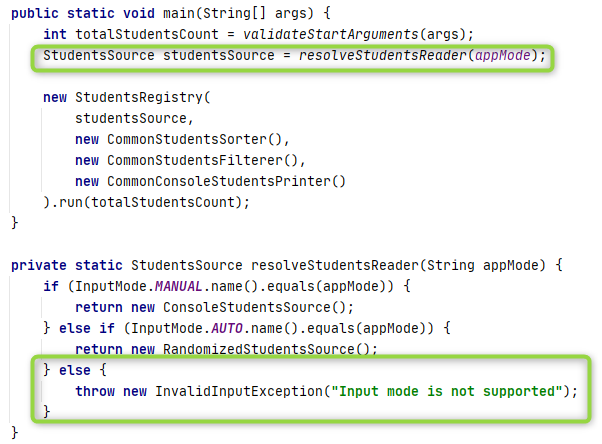 public static void main(String[] args) {
    int totalStudentsCount = validateStartArguments(args);
    StudentsSource studentsSource = resolveStudentsReader(appMode);
    new StudentsRegistry(
        studentsSource,
        new CommonStudentsSorter(),
        new CommonStudentsFilterer(),
        new CommonConsoleStudentsPrinter()
    ).run(totalStudentsCount);
}
private static StudentsSource resolveStudentsReader(String appMode) {
    if (InputMode.MANUAL.name().equals(appMode)) {
        return new ConsoleStudentsSource();
    } else if (InputMode.AUTO.name().equals(appMode)) {
        return new RandomizedStudentsSource();
    } else {
        throw new InvalidInputException("Input mode is not supported");
    }
}